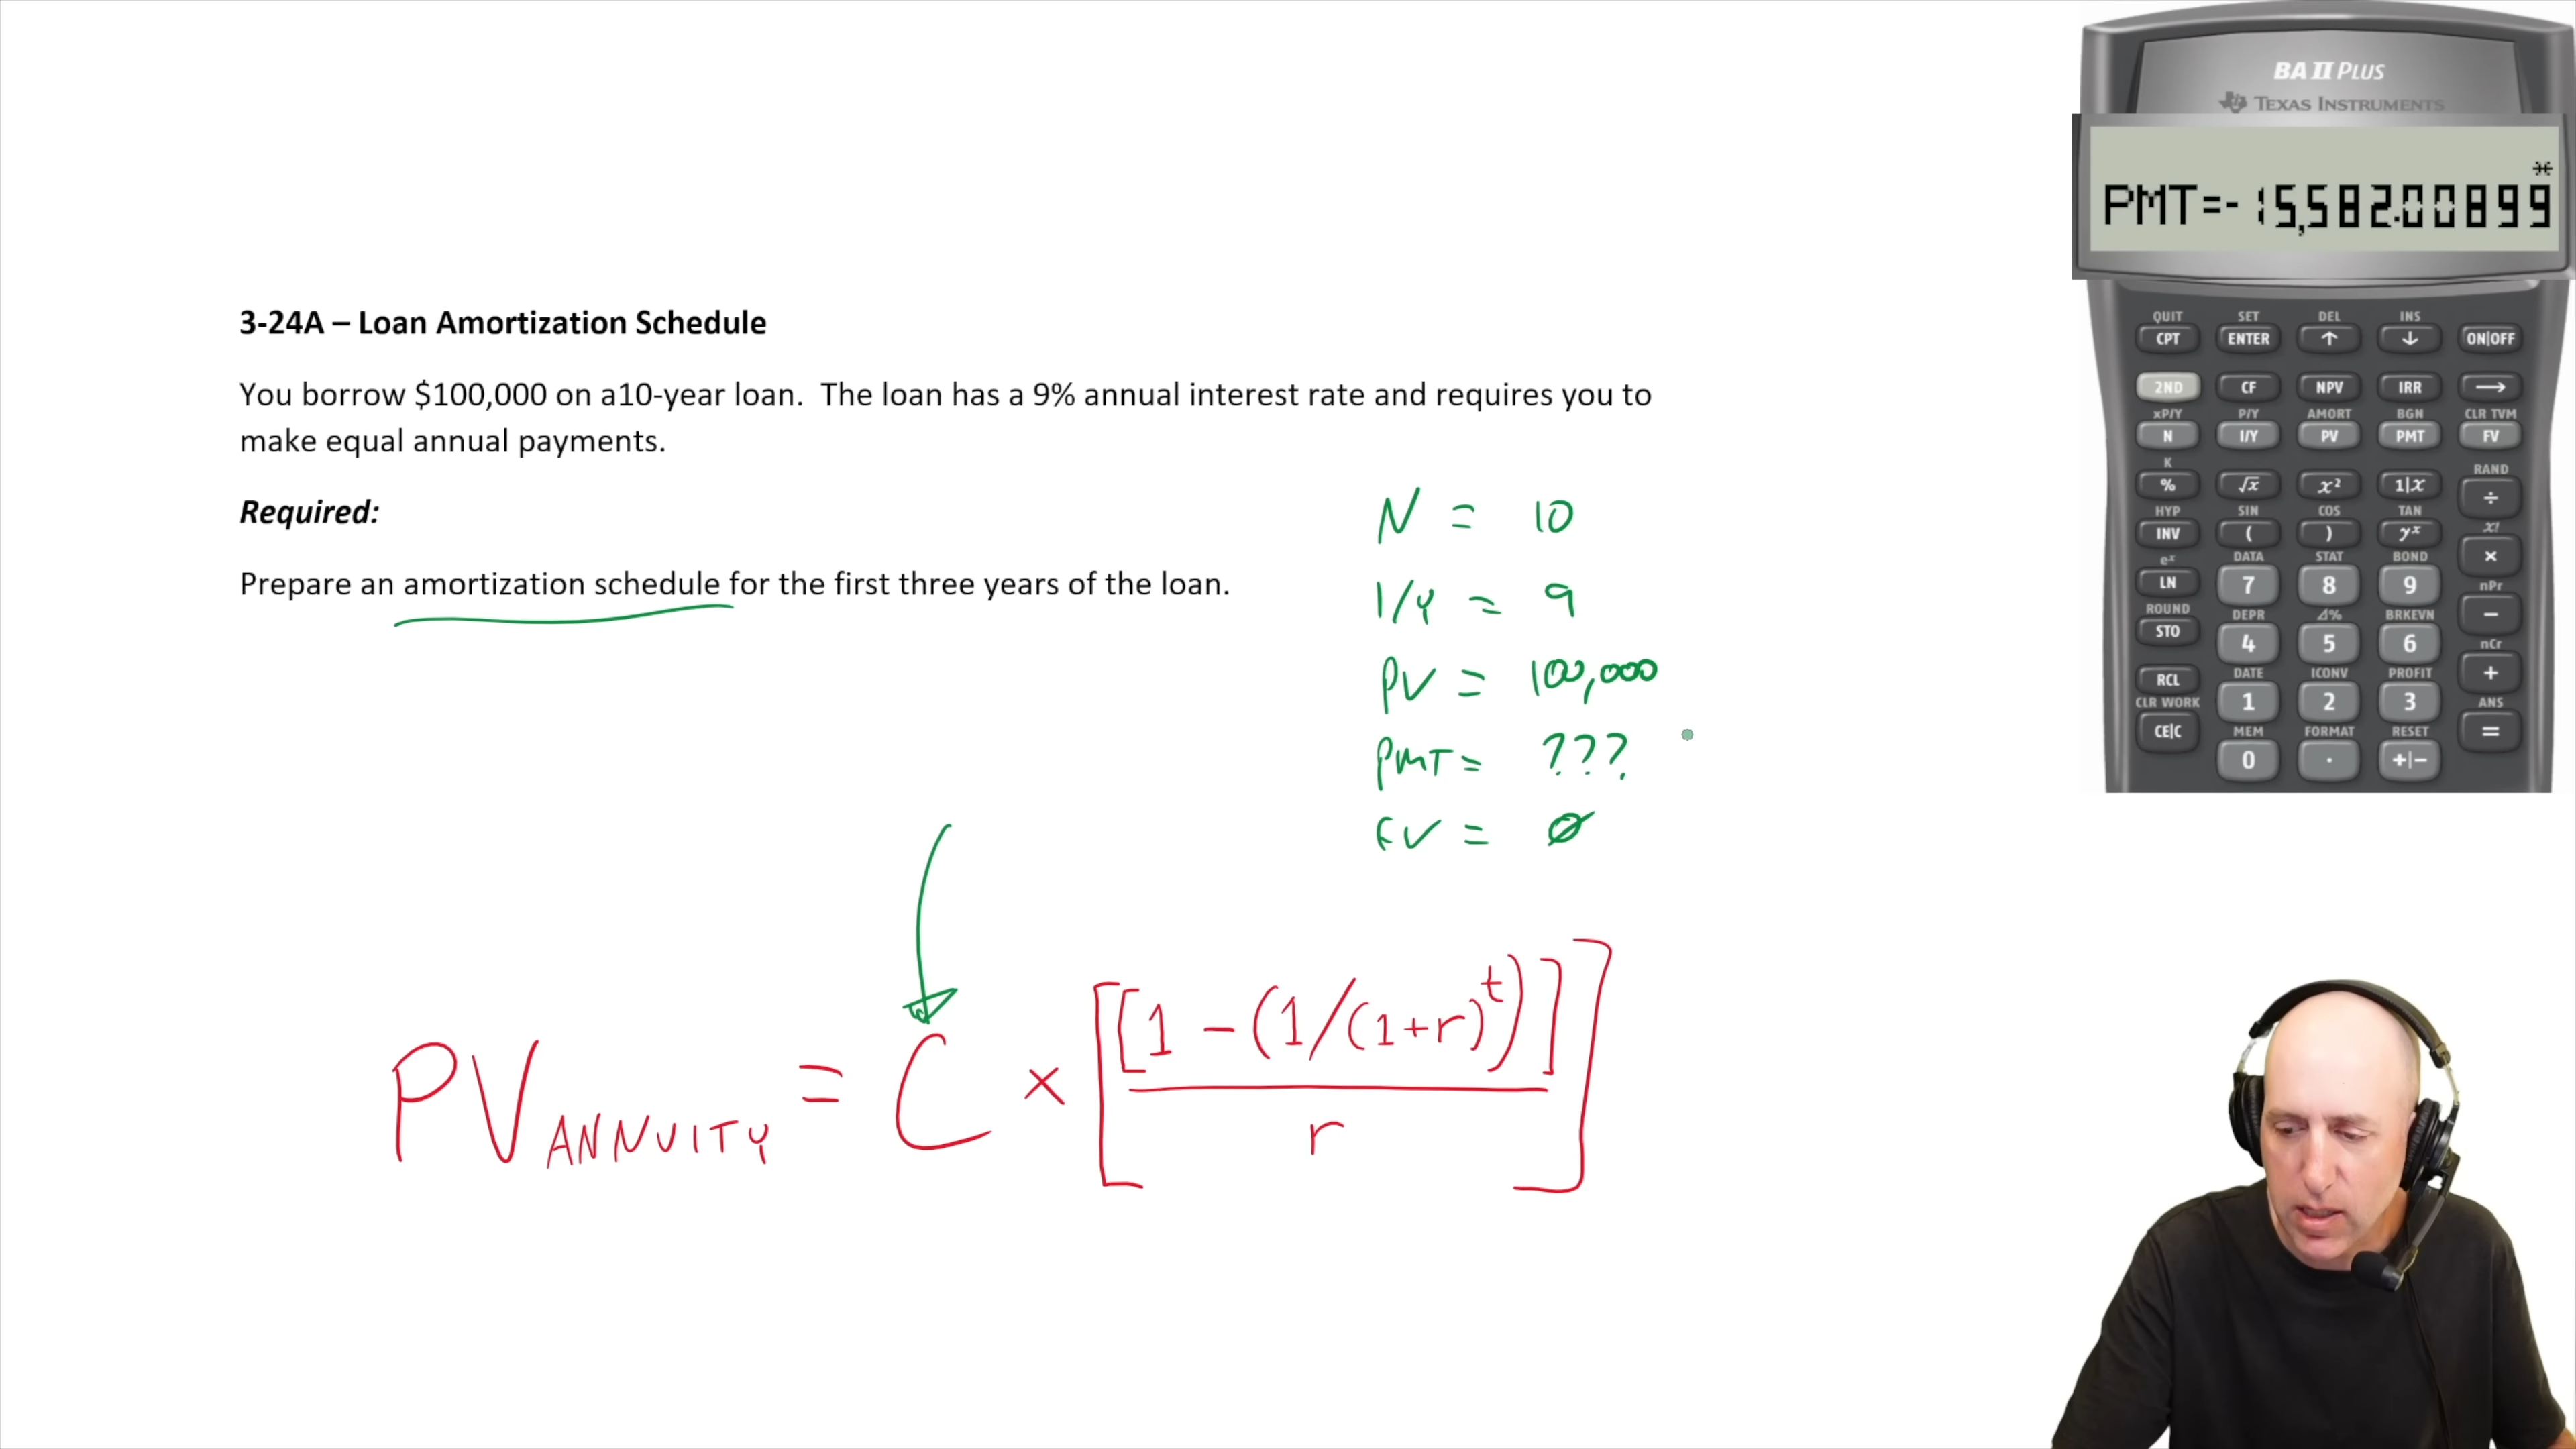 3-24A – Loan Amortization Schedule
You borrow $100,000 on a10-year loan.  The loan has a 9% annual interest rate and requires you to
make equal annual payments.
Required:
Prepare an amortization schedule for the first three years of the loan.
N = 10
I/Y = 9
PV = 100,000
PMT = ???
FV = 0
PV ANNUITY = C × [[1 - (1/(1+r)^t)]]
r
BA II PLUS
TEXAS INSTRUMENTS
*
PMT=-15,582.00899
QUIT SET DEL INS
CPT ENTER ↑ ↓ ON|OFF
2ND CF NPV IRR →
xP/Y P/Y AMORT BGN CLR TVM
N I/Y PV PMT FV
K RAND
% √x x² 1|x ÷
HYP SIN COS TAN x!
INV ( ) yˣ ×
eˣ DATA STAT BOND nPr
LN 7 8 9 −
ROUND DEPR Δ% BRKEVN nCr
STO 4 5 6 +
DATE ICONV PROFIT
RCL 1 2 3
CLR WORK MEM FORMAT RESET ANS
CE|C 0 . +|− =